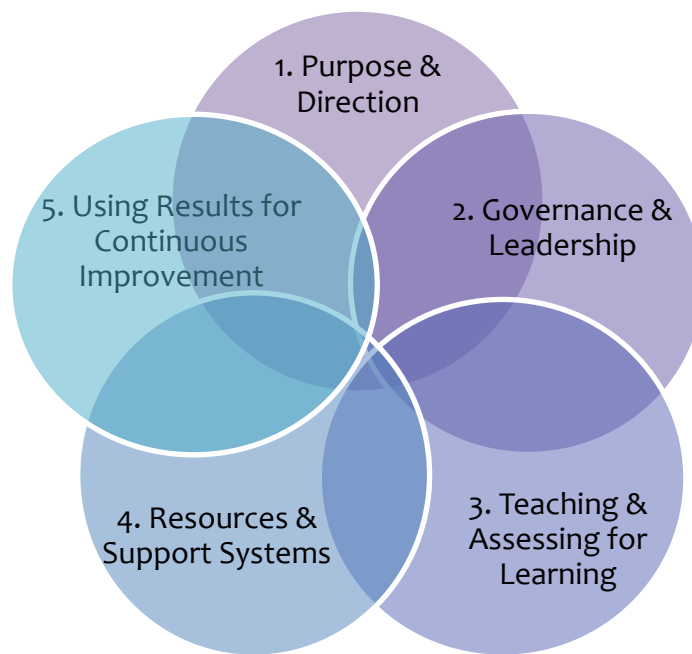 1. Purpose &
Direction
2. Governance &
Leadership
3. Teaching &
Assessing for
Learning
4. Resources &
Support Systems
5. Using Results for
Continuous
Improvement